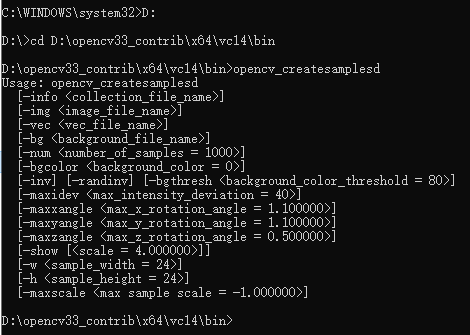 C:\WINDOWS\system32>D:
D:\>cd D:\opencv33_contrib\x64\vc14\bin
D:\opencv33_contrib\x64\vc14\bin>opencv_createsamplesd
Usage: opencv_createsamplesd
[-info <collection_file_name>]
[-img <image_file_name>]
[-vec <vec_file_name>]
[-bg <background_file_name>]
[-num <number_of_samples = 1000>]
[-bgcolor <background_color = 0>]
[-inv] [-randinv] [-bgthresh <background_color_threshold = 80>]
[-maxidev <max_intensity_deviation = 40>]
[-maxxangle <max_x_rotation_angle = 1.100000>]
[-maxyangle <max_y_rotation_angle = 1.100000>]
[-maxzangle <max_z_rotation_angle = 0.500000>]
[-show [<scale = 4.000000>]]
[-w <sample_width = 24>]
[-h <sample_height = 24>]
[-maxscale <max sample scale = -1.000000>]
D:\opencv33_contrib\x64\vc14\bin>